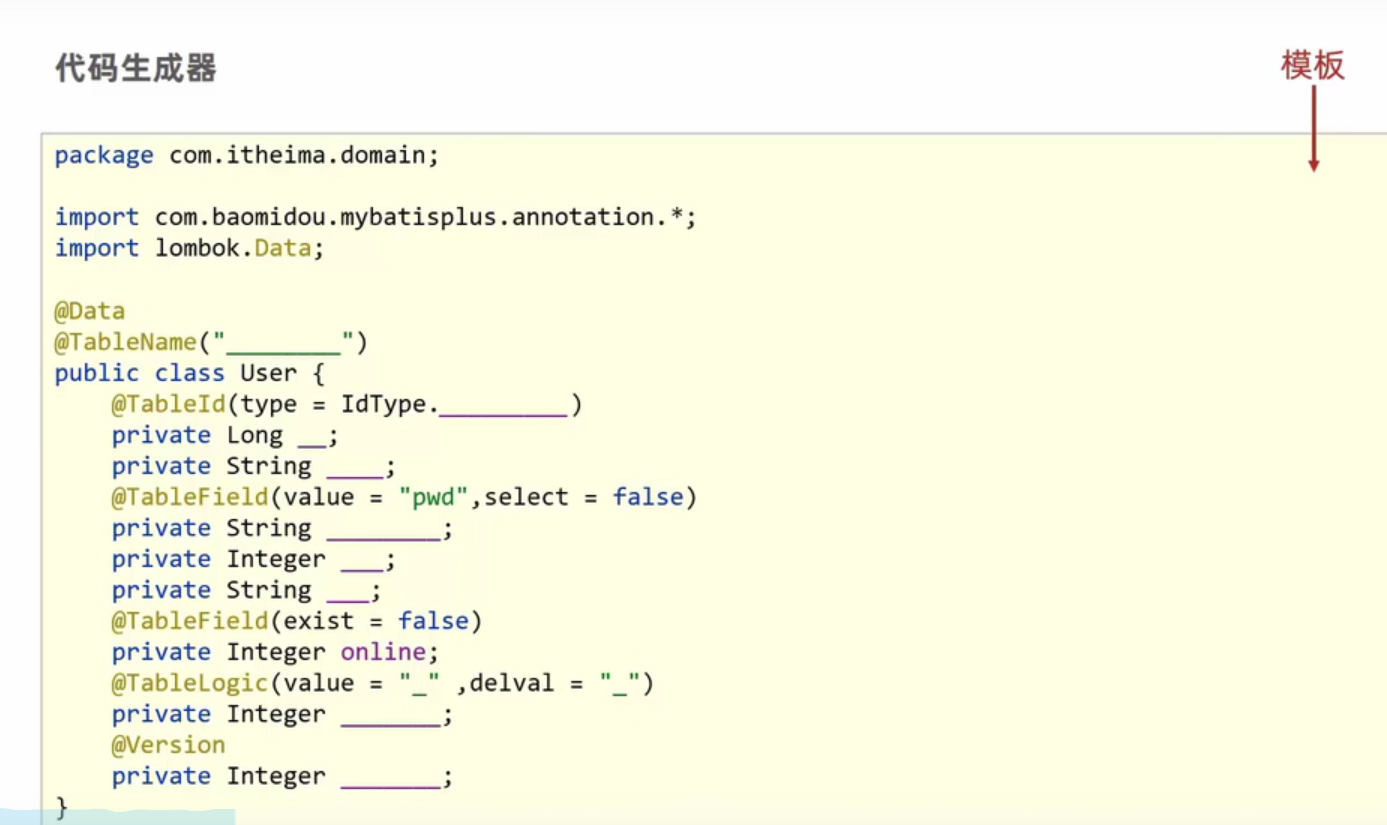 代码生成器
模板
package com.itheima.domain;
import com.baomidou.mybatisplus.annotation.*;
import lombok.Data;
@Data
@TableName("________")
public class User {
@TableId(type = IdType._________)
private Long __;
private String ____;
@TableField(value = "pwd",select = false)
private String ________;
private Integer ___;
private String ___;
@TableField(exist = false)
private Integer online;
@TableLogic(value = "_" ,delval = "_")
private Integer _______;
@Version
private Integer _______;
}